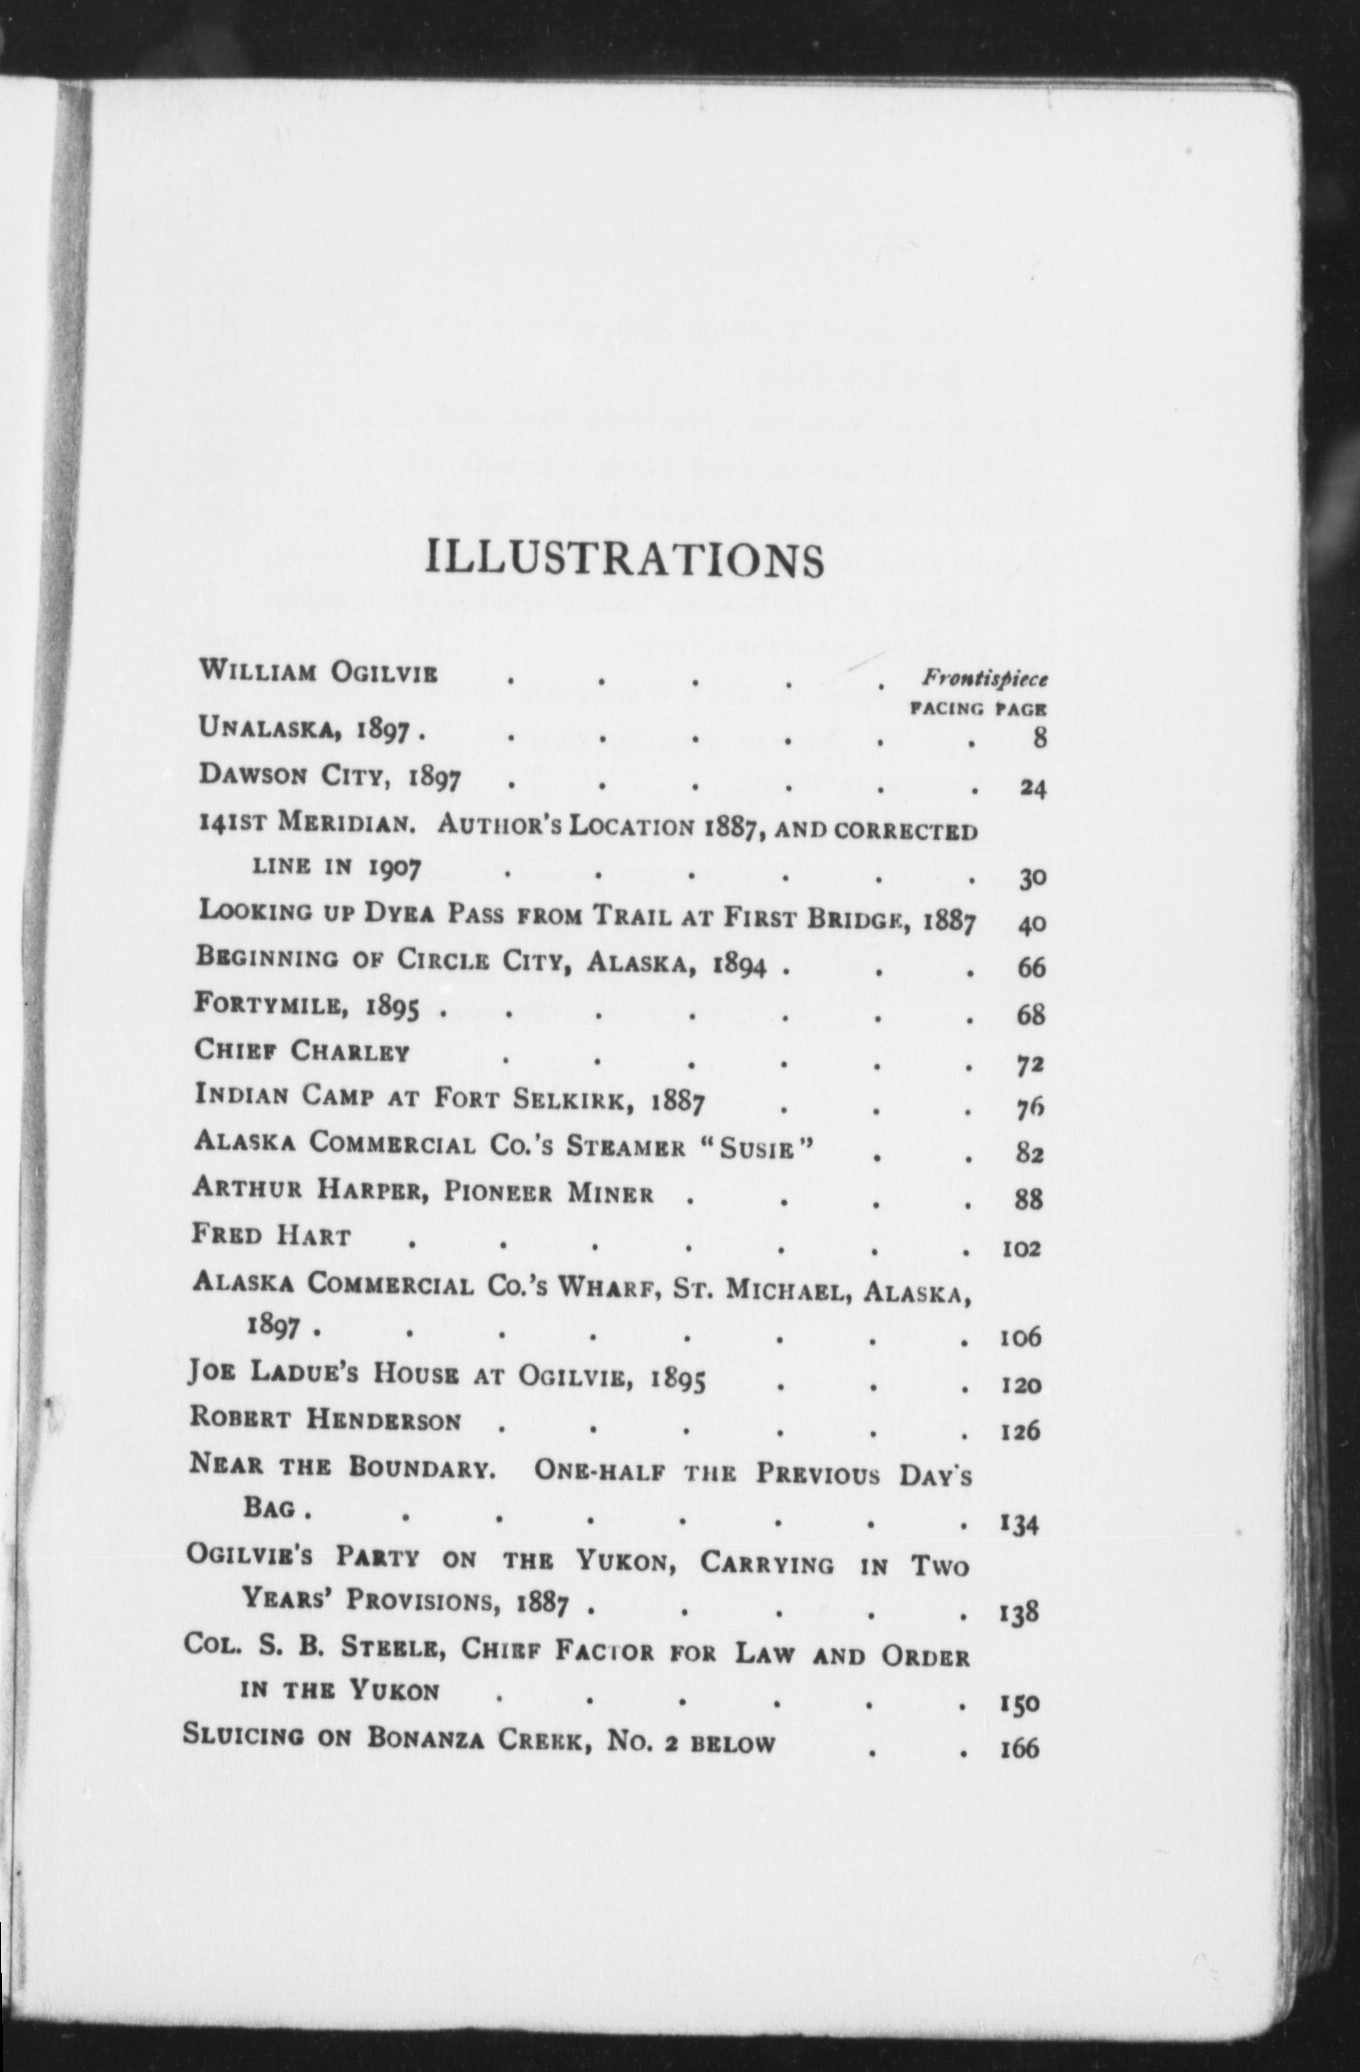 ILLUSTRATIONS
WILLIAM OGILVIE . . . . . Frontispiece
FACING PAGE
UNALASKA, 1897 . . . . . . . 8
DAWSON CITY, 1897 . . . . . . 24
141ST MERIDIAN. AUTHOR'S LOCATION 1887, AND CORRECTED
LINE IN 1907 . . . . . . 30
LOOKING UP DYEA PASS FROM TRAIL AT FIRST BRIDGE, 1887 40
BEGINNING OF CIRCLE CITY, ALASKA, 1894 . . . 66
FORTYMILE, 1895 . . . . . . . 68
CHIEF CHARLEY . . . . . . 72
INDIAN CAMP AT FORT SELKIRK, 1887 . . . 76
ALASKA COMMERCIAL CO.'S STEAMER "SUSIE" . . 82
ARTHUR HARPER, PIONEER MINER . . . . 88
FRED HART . . . . . . . 102
ALASKA COMMERCIAL CO.'S WHARF, ST. MICHAEL, ALASKA,
1897 . . . . . . . . 106
JOE LADUE'S HOUSE AT OGILVIE, 1895 . . . 120
ROBERT HENDERSON . . . . . . 126
NEAR THE BOUNDARY. ONE-HALF THE PREVIOUS DAY'S
BAG . . . . . . . . 134
OGILVIE'S PARTY ON THE YUKON, CARRYING IN TWO
YEARS' PROVISIONS, 1887 . . . . . 138
COL. S. B. STEELE, CHIEF FACTOR FOR LAW AND ORDER
IN THE YUKON . . . . . . 150
SLUICING ON BONANZA CREEK, NO. 2 BELOW . . 166